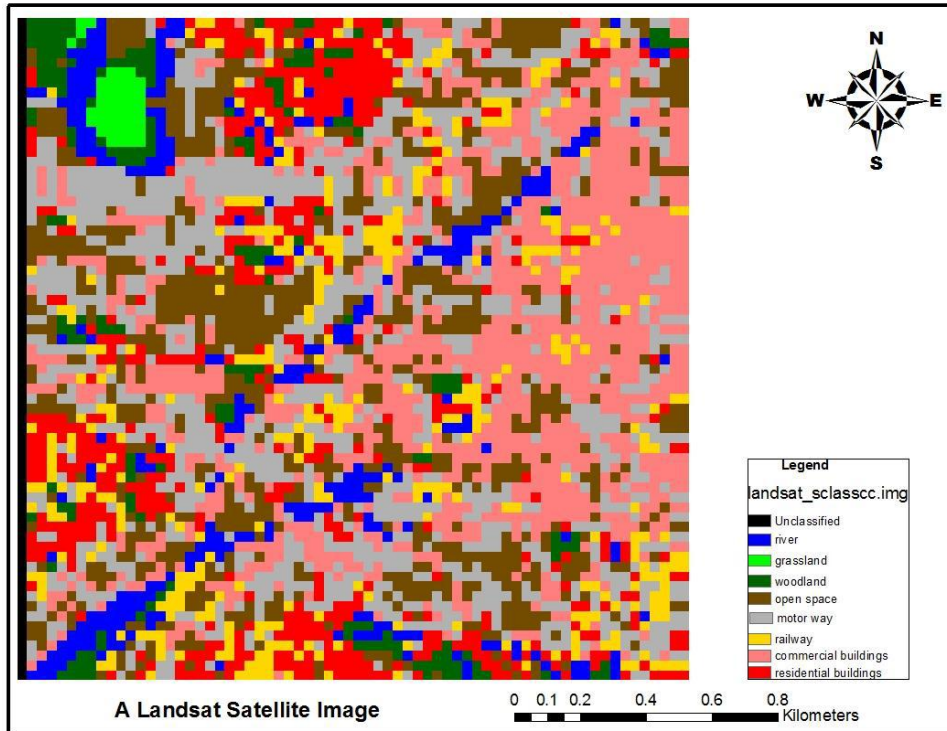 N
W E
S
Legend
landsat_sclasscc.img
Unclassified
river
grassland
woodland
open space
motor way
railway
commercial buildings
residential buildings
A Landsat Satellite Image
0 0.1 0.2 0.4 0.6 0.8
Kilometers